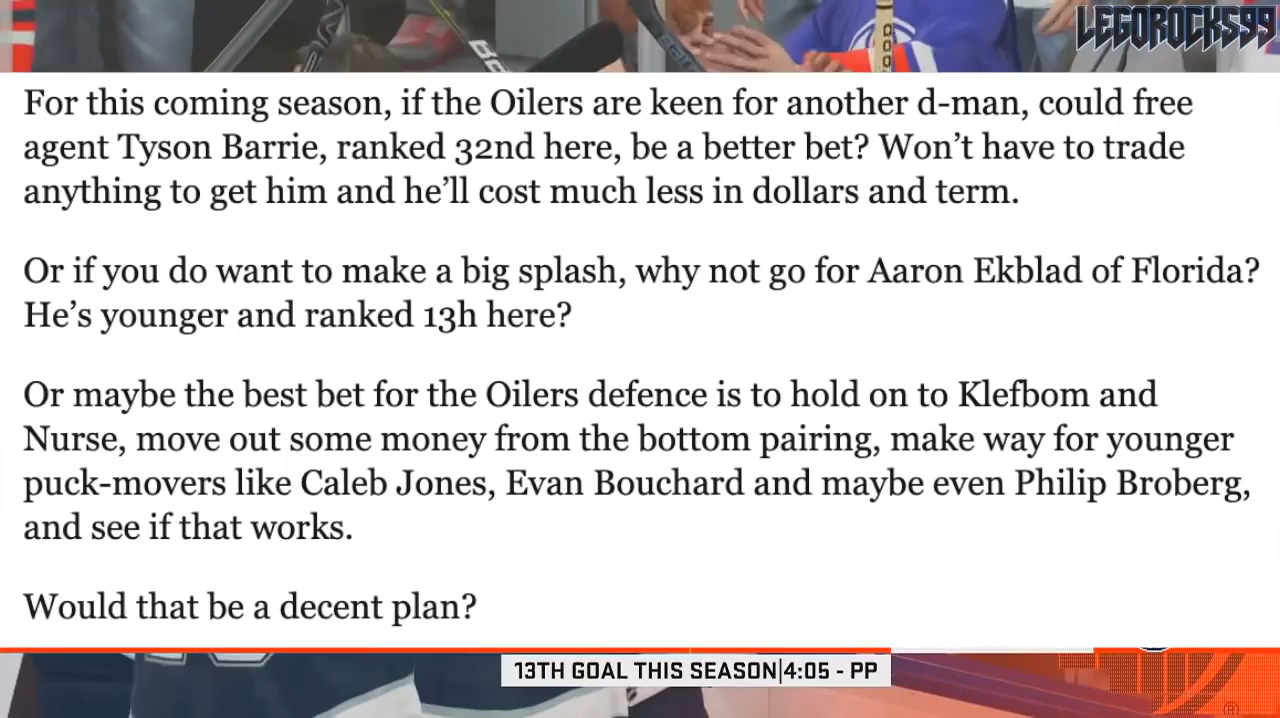 LEGOROCKS99
For this coming season, if the Oilers are keen for another d-man, could free
agent Tyson Barrie, ranked 32nd here, be a better bet? Won’t have to trade
anything to get him and he’ll cost much less in dollars and term.
Or if you do want to make a big splash, why not go for Aaron Ekblad of Florida?
He’s younger and ranked 13h here?
Or maybe the best bet for the Oilers defence is to hold on to Klefbom and
Nurse, move out some money from the bottom pairing, make way for younger
puck-movers like Caleb Jones, Evan Bouchard and maybe even Philip Broberg,
and see if that works.
Would that be a decent plan?
13TH GOAL THIS SEASON|4:05 - PP